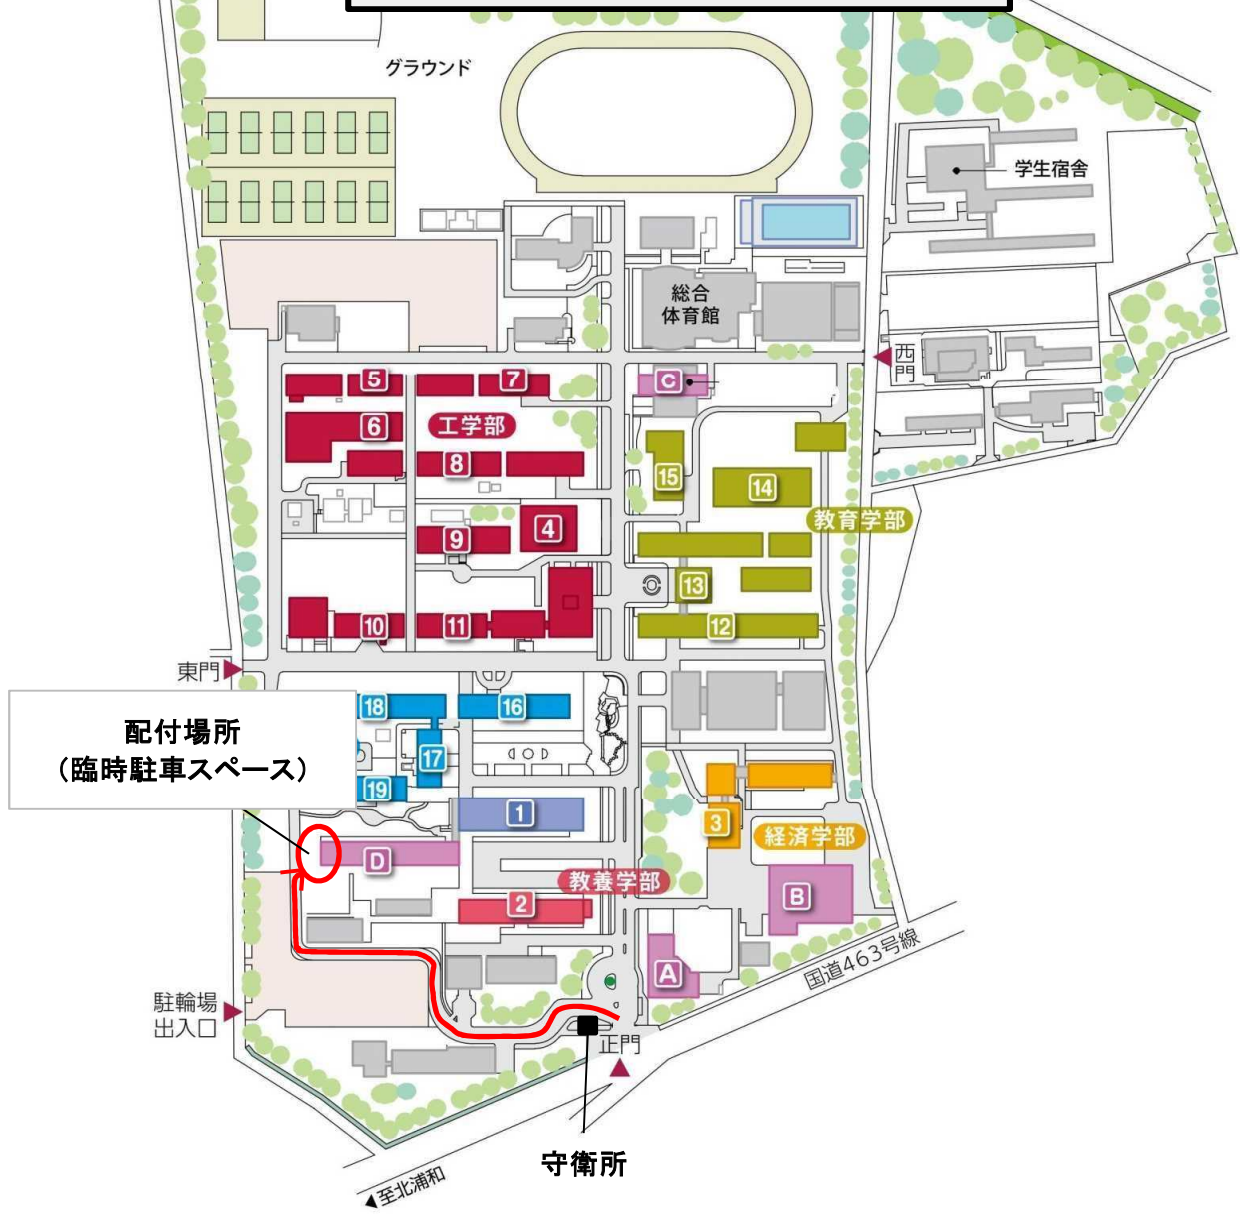 グラウンド
学生宿舎
総合
体育館
西門
5
7
C
6
工学部
8
15
14
教育学部
4
9
13
10
11
12
東門
18
16
配付場所
(臨時駐車スペース)
17
19
1
3
経済学部
D
教養学部
2
B
A
国道463号線
駐輪場
出入口
正門
守衛所
◀至北浦和